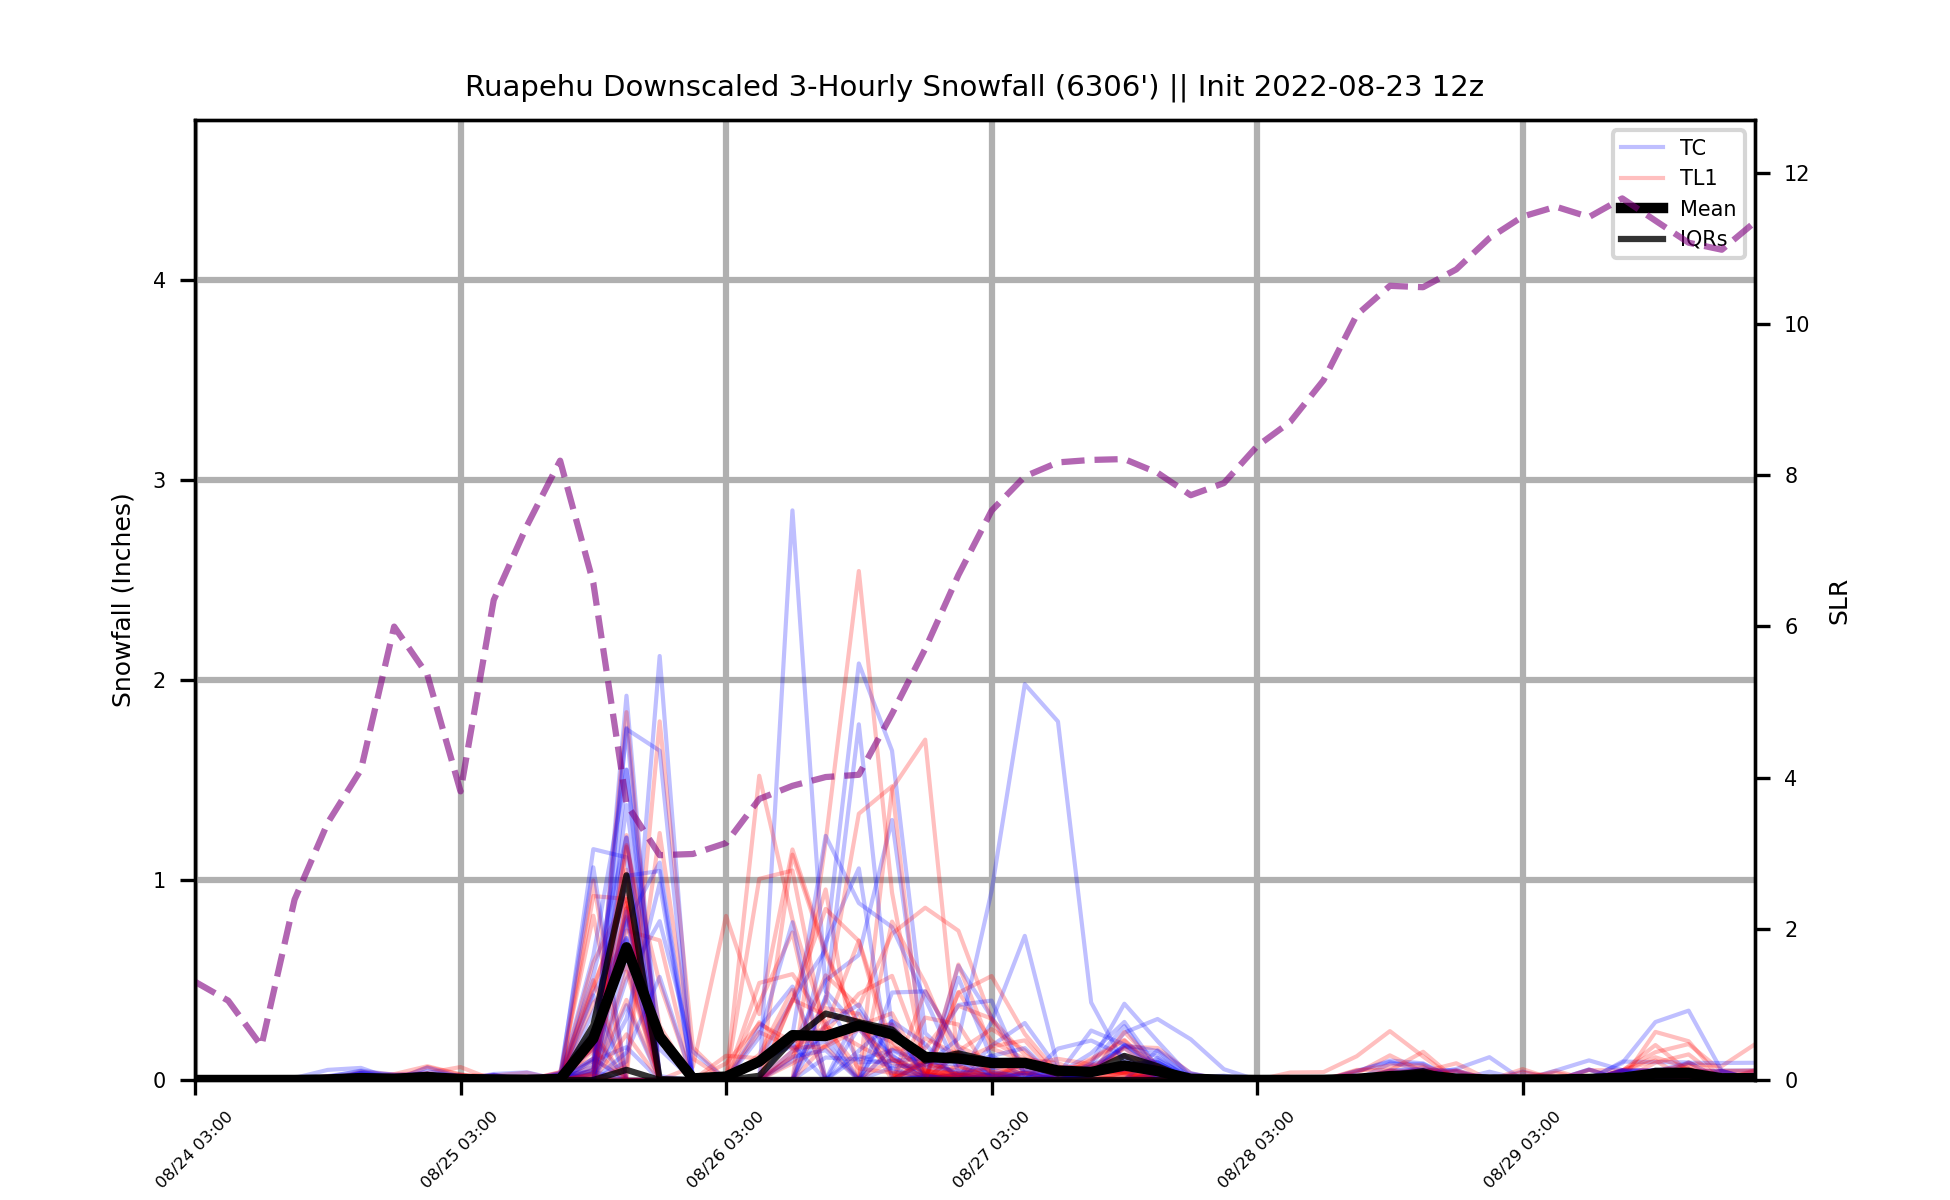 Ruapehu Downscaled 3-Hourly Snowfall (6306') || Init 2022-08-23 12z
TC
TL1
Mean
IQRs
Snowfall (Inches)
4
3
2
1
0
SLR
12
10
8
6
4
2
0
08/24 03:00
08/25 03:00
08/26 03:00
08/27 03:00
08/28 03:00
08/29 03:00